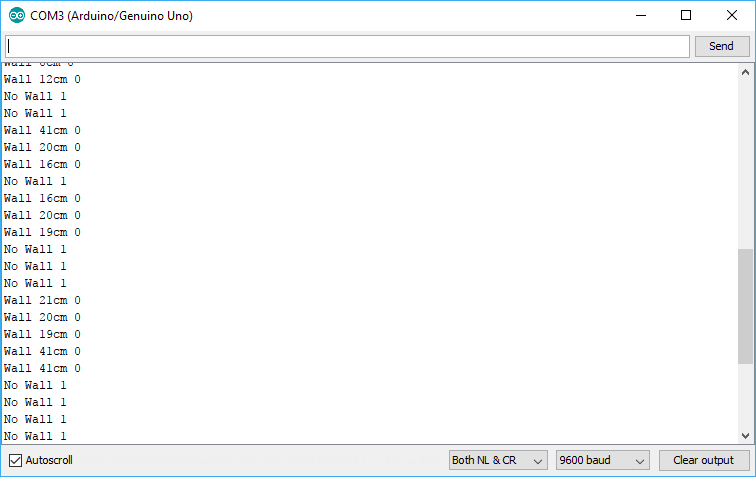 COM3 (Arduino/Genuino Uno)
Send
Wall 12cm 0
No Wall 1
No Wall 1
Wall 41cm 0
Wall 20cm 0
Wall 16cm 0
No Wall 1
Wall 16cm 0
Wall 20cm 0
Wall 19cm 0
No Wall 1
No Wall 1
No Wall 1
Wall 21cm 0
Wall 20cm 0
Wall 19cm 0
Wall 41cm 0
Wall 41cm 0
No Wall 1
No Wall 1
No Wall 1
No Wall 1
Autoscroll
Both NL & CR
9600 baud
Clear output